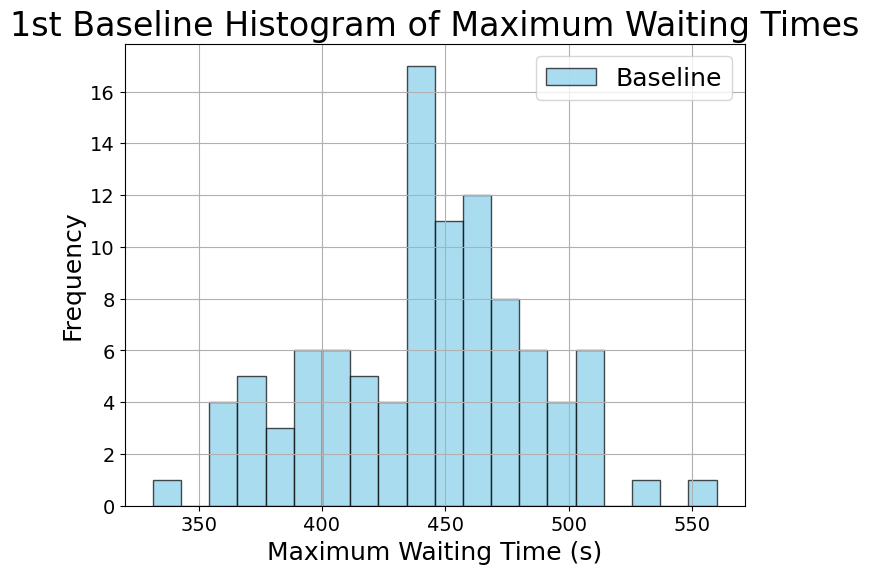 1st Baseline Histogram of Maximum Waiting Times
Baseline
Frequency
16
14
12
10
8
6
4
2
0
350 400 450 500 550
Maximum Waiting Time (s)